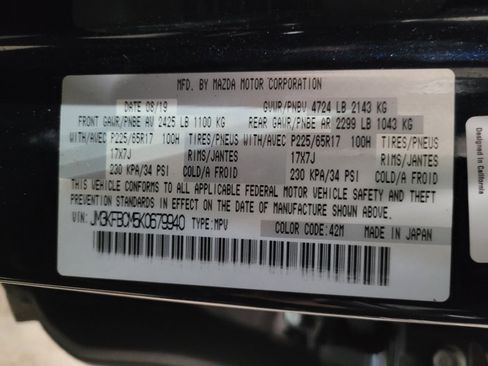 MFD. BY MAZDA MOTOR CORPORATION
DATE 08/19 GVWR/PNBV 4724 LB 2143 KG
FRONT GAWR/PNBE AV 2425 LB 1100 KG REAR GAWR/PNBE AR 2299 LB 1043 KG
WITH/AVEC P225/65R17 100H TIRES/PNEUS WITH/AVEC P225/65R17 100H TIRES/PNEUS
17X7J RIMS/JANTES 17X7J RIMS/JANTES
230 KPA/34 PSI COLD/A FROID 230 KPA/34 PSI COLD/A FROID
THIS VEHICLE CONFORMS TO ALL APPLICABLE FEDERAL MOTOR VEHICLE SAFETY AND THEFT
PREVENTION STANDARDS IN EFFECT ON THE DATE OF MANUFACTURE SHOWN ABOVE.
VIN: JM3KFBCM5K0679940 TYPE: MPV COLOR CODE: 42M MADE IN JAPAN
Designed in California